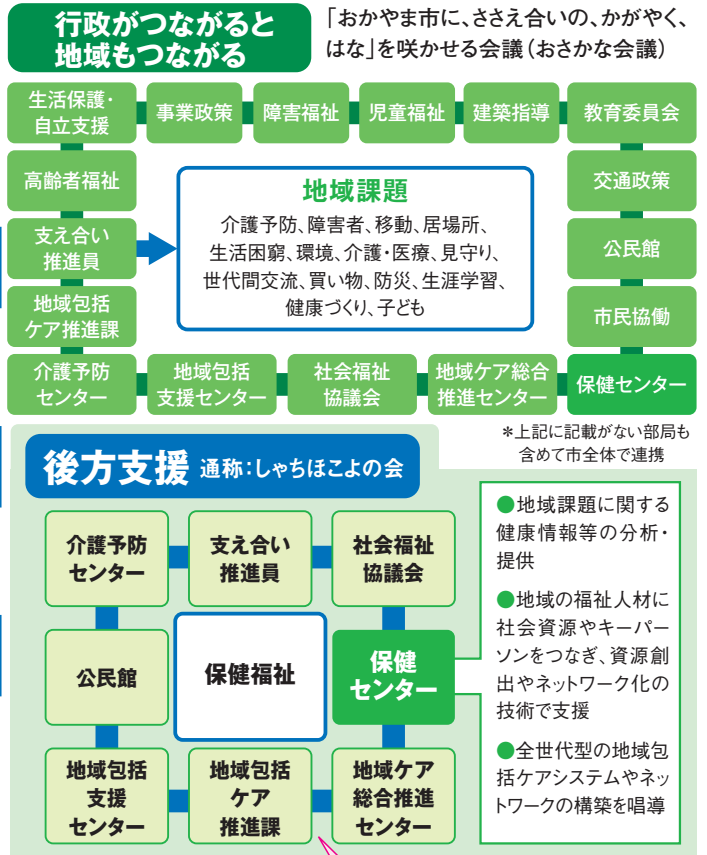 行政がつながると
地域もつながる
「おかやま市に、ささえ合いの、かがやく、
はな」を咲かせる会議（おさかな会議）
生活保護・
自立支援
事業政策
障害福祉
児童福祉
建築指導
教育委員会
高齢者福祉
交通政策
支え合い
推進員
公民館
地域包括
ケア推進課
市民協働
地域課題
介護予防、障害者、移動、居場所、
生活困窮、環境、介護・医療、見守り、
世代間交流、買い物、防災、生涯学習、
健康づくり、子ども
介護予防
センター
地域包括
支援センター
社会福祉
協議会
地域ケア総合
推進センター
保健センター
＊上記に記載がない部局も
含めて市全体で連携
後方支援 通称：しゃちほこよの会
介護予防
センター
支え合い
推進員
社会福祉
協議会
公民館
保健福祉
保健
センター
地域包括
支援
センター
地域包括
ケア
推進課
地域ケア
総合推進
センター
●地域課題に関する
健康情報等の分析・
提供
●地域の福祉人材に
社会資源やキーパー
ソンをつなぎ、資源創
出やネットワーク化の
技術で支援
●全世代型の地域包
括ケアシステムやネッ
トワークの構築を唱導